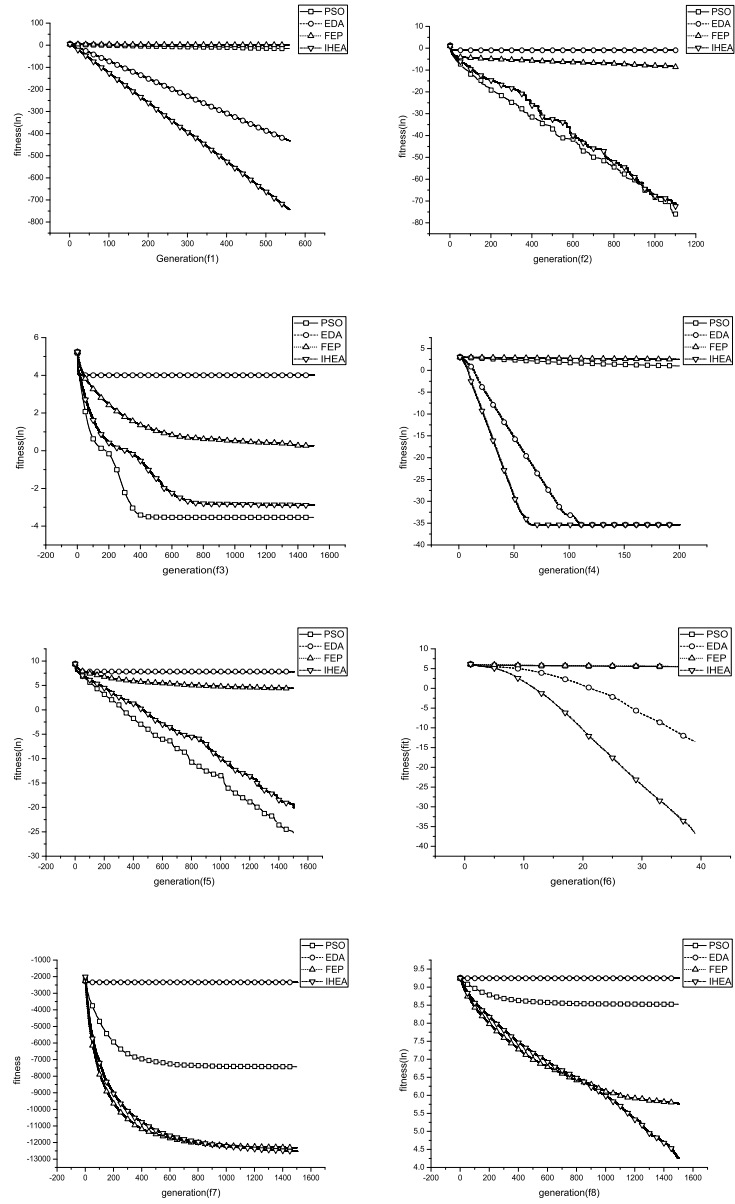 PSO
EDA
FEP
IHEA
100
0
-100
-200
-300
-400
-500
-600
-700
-800
fitness(ln)
0 100 200 300 400 500 600
Generation(f1)
PSO
EDA
FEP
IHEA
10
0
-10
-20
-30
-40
-50
-60
-70
-80
fitness(ln)
0 200 400 600 800 1000 1200
generation(f2)
PSO
EDA
FEP
IHEA
6
4
2
0
-2
-4
fitness(ln)
-200 0 200 400 600 800 1000 1200 1400 1600
generation(f3)
PSO
EDA
FEP
IHEA
5
0
-5
-10
-15
-20
-25
-30
-35
-40
fitness(ln)
0 50 100 150 200
generation(f4)
PSO
EDA
FEP
IHEA
10
5
0
-5
-10
-15
-20
-25
-30
fitness(ln)
-200 0 200 400 600 800 1000 1200 1400 1600
generation(f5)
PSO
EDA
FEP
IHEA
10
5
0
-5
-10
-15
-20
-25
-30
-35
-40
fitness(fit)
0 10 20 30 40
generation(f6)
PSO
EDA
FEP
IHEA
-1000
-2000
-3000
-4000
-5000
-6000
-7000
-8000
-9000
-10000
-11000
-12000
-13000
fitness
-200 0 200 400 600 800 1000 1200 1400 1600
generation(f7)
PSO
EDA
FEP
IHEA
9.5
9.0
8.5
8.0
7.5
7.0
6.5
6.0
5.5
5.0
4.5
4.0
fitness(ln)
-200 0 200 400 600 800 1000 1200 1400 1600
generation(f8)